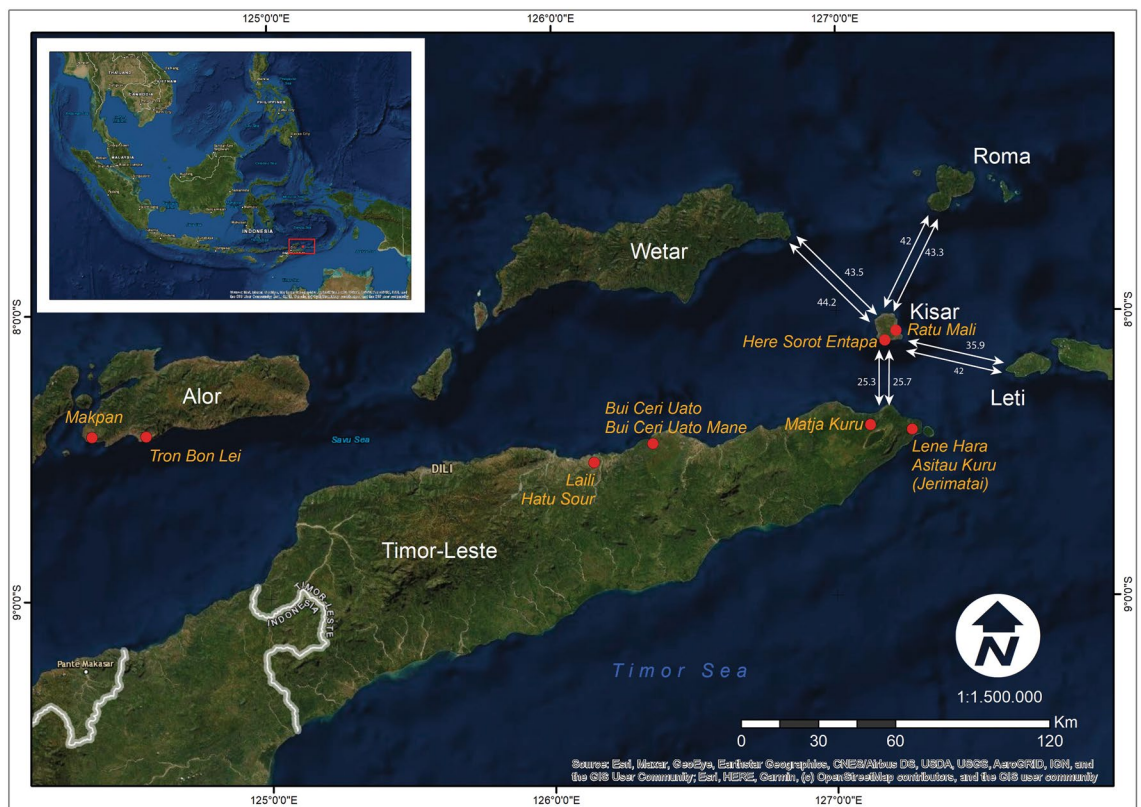 125°0'0"E
126°0'0"E
127°0'0"E
THAILAND
VIETNAM
CAMBODIA
PHILIPPINES
MALAYSIA
INDONESIA
Roma
Wetar
42
43.3
43.5
44.2
8°0'0"S
Kisar
8°0'0"S
Ratu Mali
Here Sorot Entapa
35.9
42
25.3
25.7
Leti
Alor
Makpan
Tron Bon Lei
Savu Sea
Bui Ceri Uato
Bui Ceri Uato Mane
Matja Kuru
Lene Hara
Asitau Kuru
(Jerimatai)
DILI
Laili
Hatu Sour
Timor-Leste
TIMOR-LESTE
INDONESIA
9°0'0"S
9°0'0"S
Pante Makasar
Timor Sea
N
1:1.500.000
Km
0 30 60 120
Source: Esri, Maxar, GeoEye, Earthstar Geographics, CNES/Airbus DS, USDA, USGS, AeroGRID, IGN, and
the GIS User Community; Esri, HERE, Garmin, (c) OpenStreetMap contributors, and the GIS user community
125°0'0"E
126°0'0"E
127°0'0"E